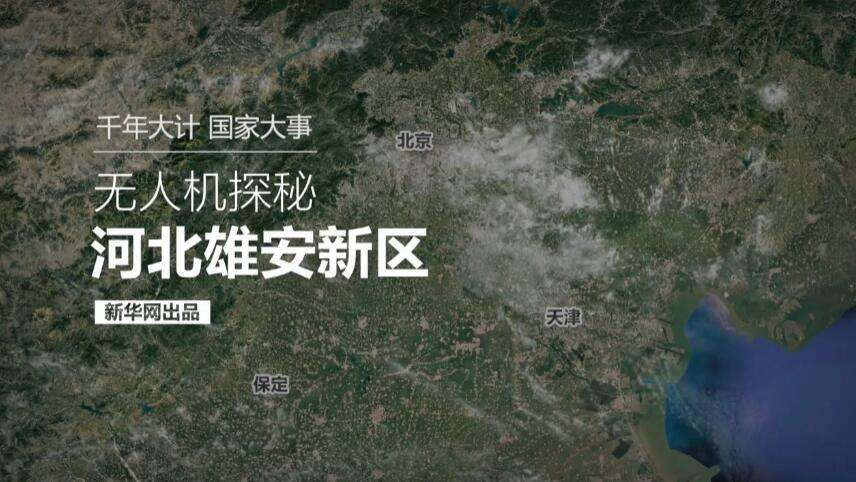 千年大计 国家大事
北京
无人机探秘
河北雄安新区
新华网出品
天津
保定